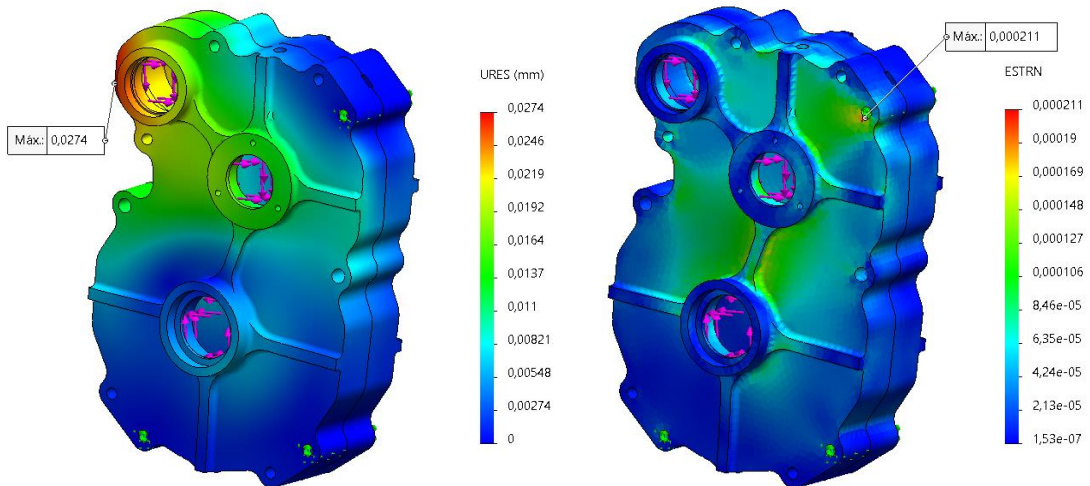 URES (mm)
0,0274
0,0246
0,0219
0,0192
0,0164
0,0137
0,011
0,00821
0,00548
0,00274
0
Máx.: 0,0274
Máx.: 0,000211
ESTRN
0,000211
0,00019
0,000169
0,000148
0,000127
0,000106
8,46e-05
6,35e-05
4,24e-05
2,13e-05
1,53e-07